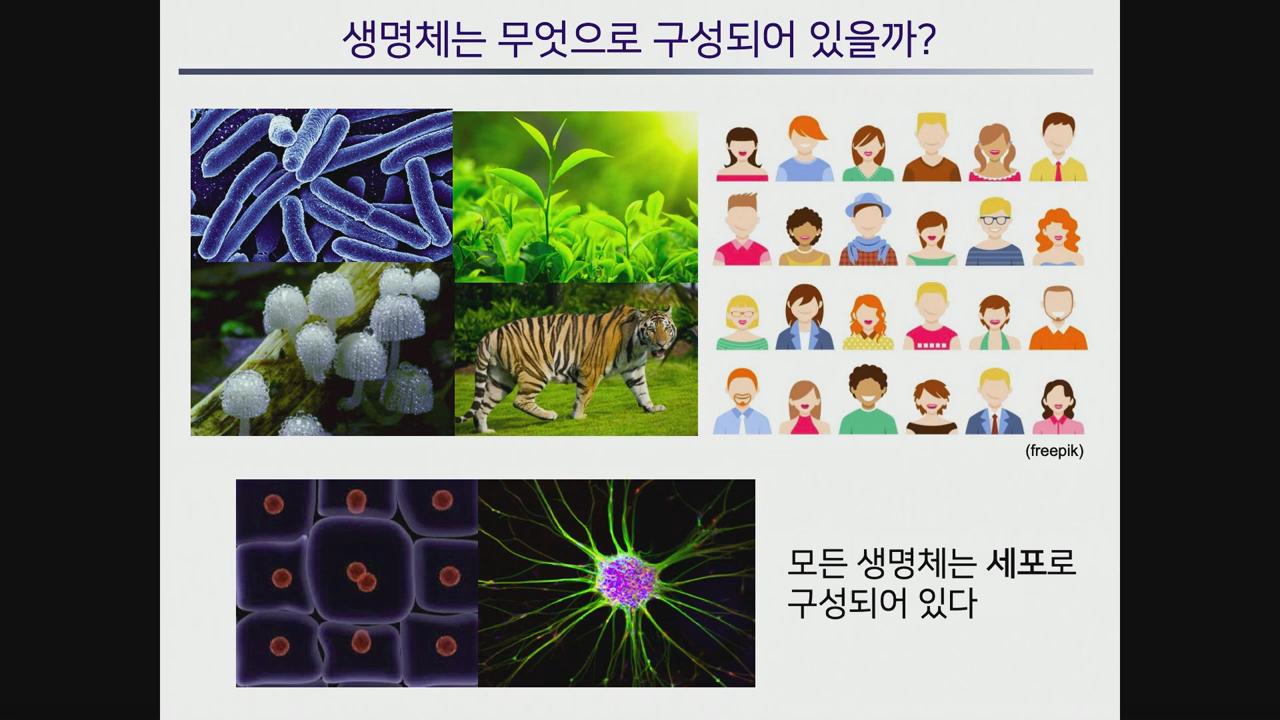 생명체는 무엇으로 구성되어 있을까?
(freepik)
모든 생명체는 세포로
구성되어 있다